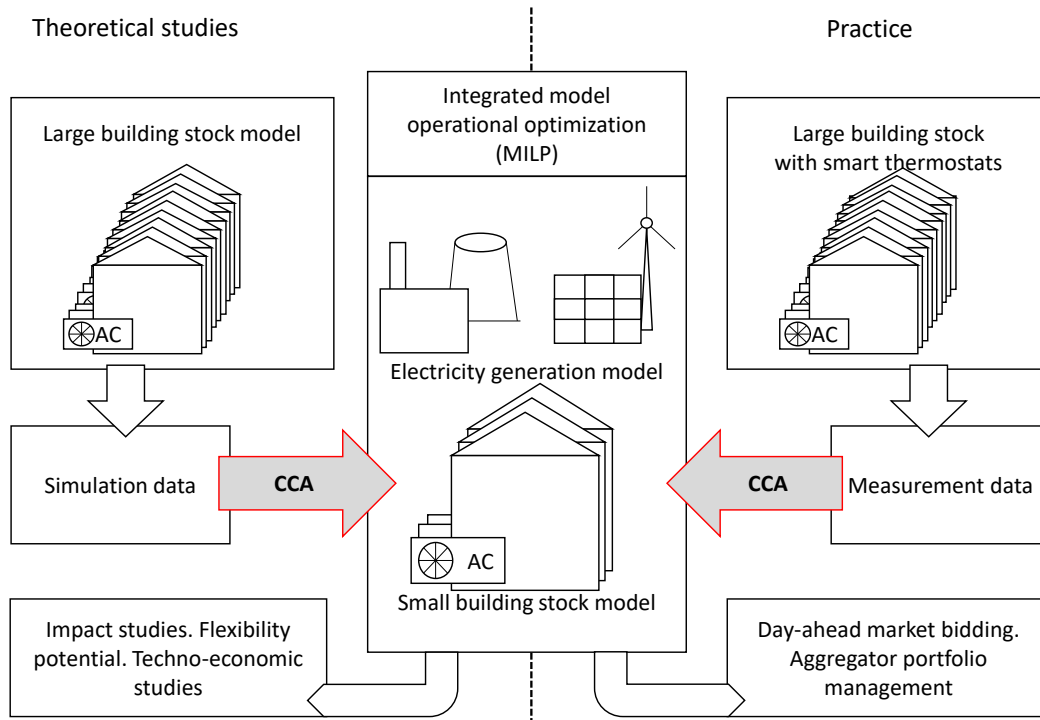 Theoretical studies
Practice
Large building stock model
AC
Simulation data
CCA
Impact studies. Flexibility
potential. Techno-economic
studies
Integrated model
operational optimization
(MILP)
Electricity generation model
AC
Small building stock model
Large building stock
with smart thermostats
AC
CCA
Measurement data
Day-ahead market bidding.
Aggregator portfolio
management